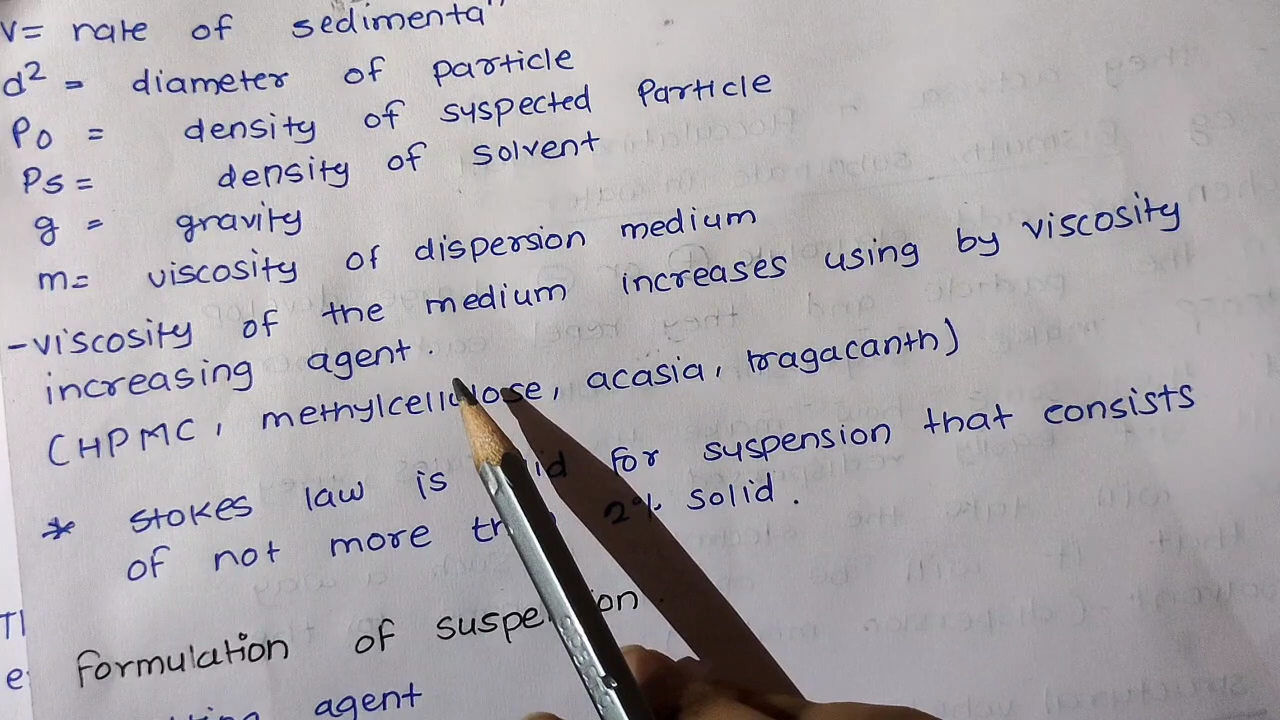 V= rate of sedimenta"
d² = diameter of particle
Po = density of suspected Particle
Ps= density of solvent
g = gravity
m= viscosity of dispersion medium
-viscosity of the medium increases using by viscosity
increasing agent.
(HPMC, methylcellulose, acasia, tragacanth)
* Stokes law is for suspension that consists
of not more 2% solid.
Formulation of suspension
agent